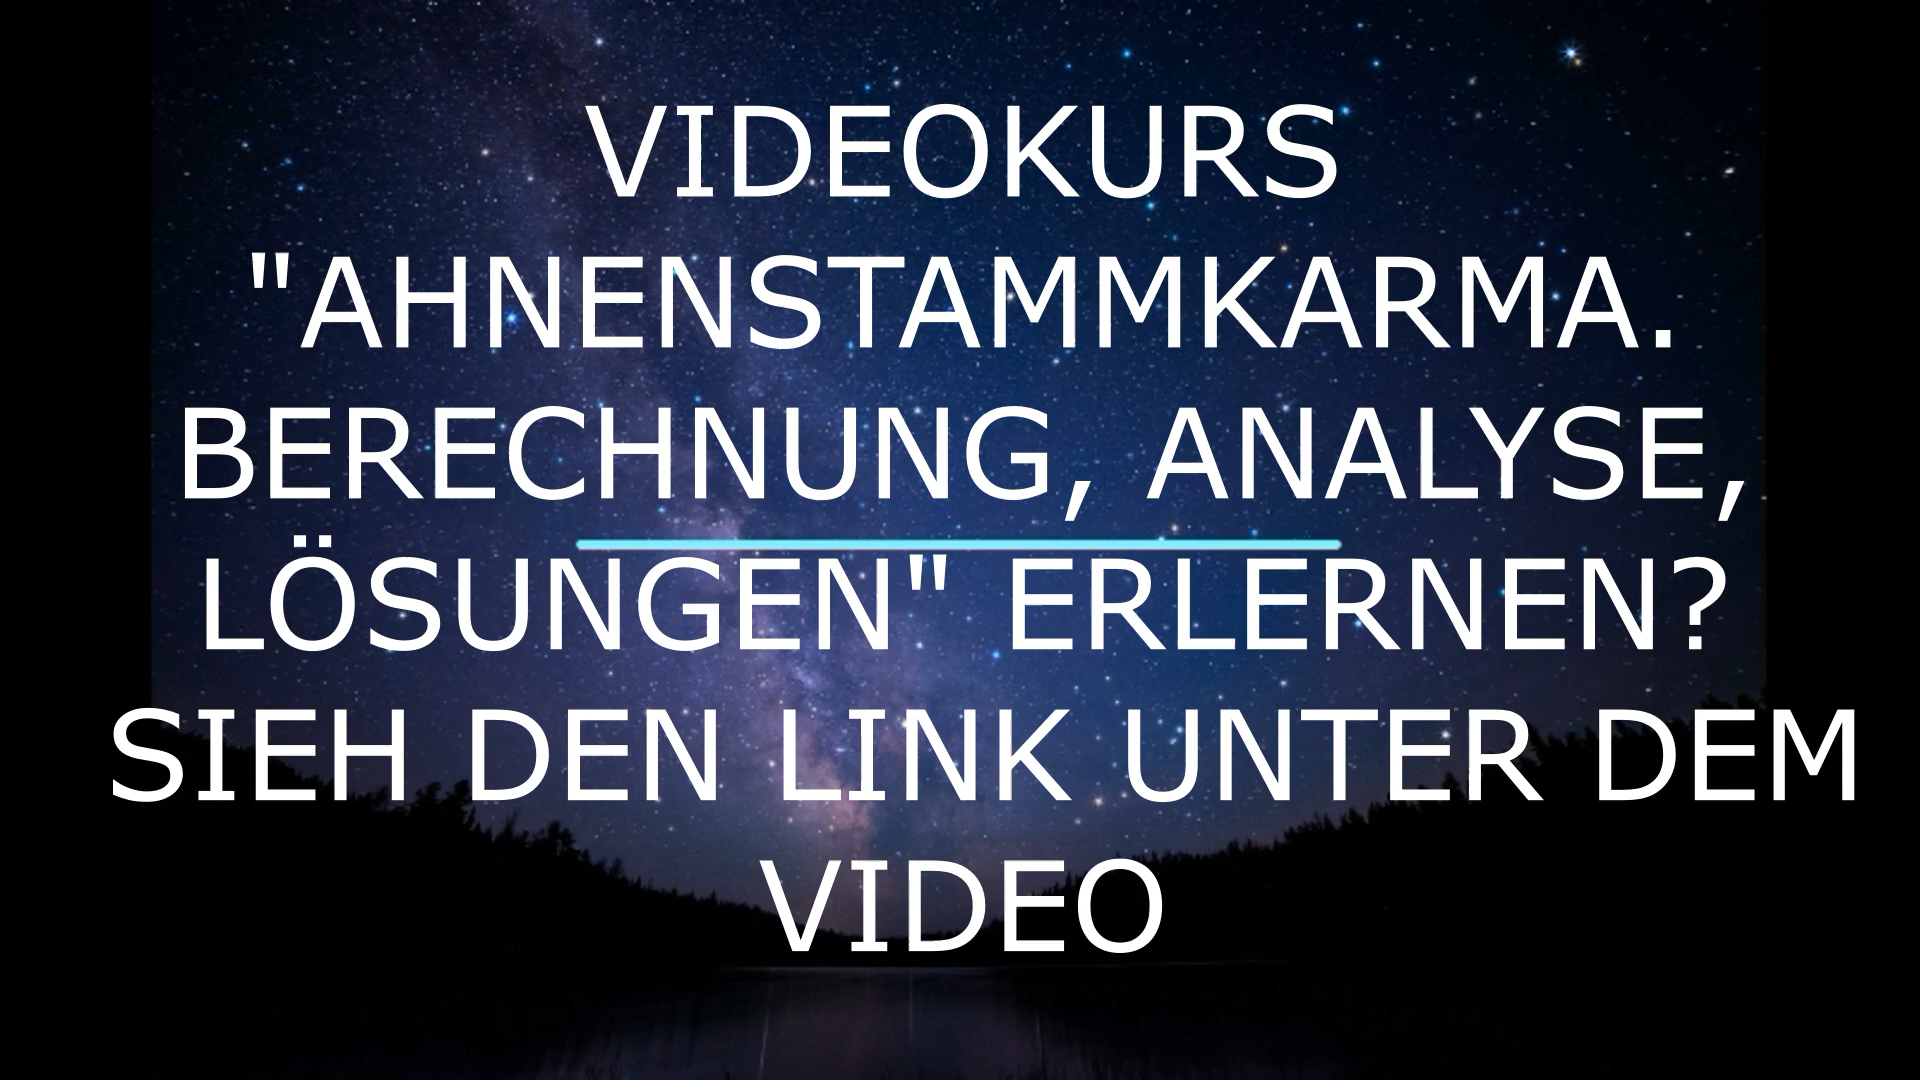 VIDEOKURS
"AHNENSTAMMKARMA.
BERECHNUNG, ANALYSE,
LÖSUNGEN" ERLERNEN?
SIEH DEN LINK UNTER DEM
VIDEO